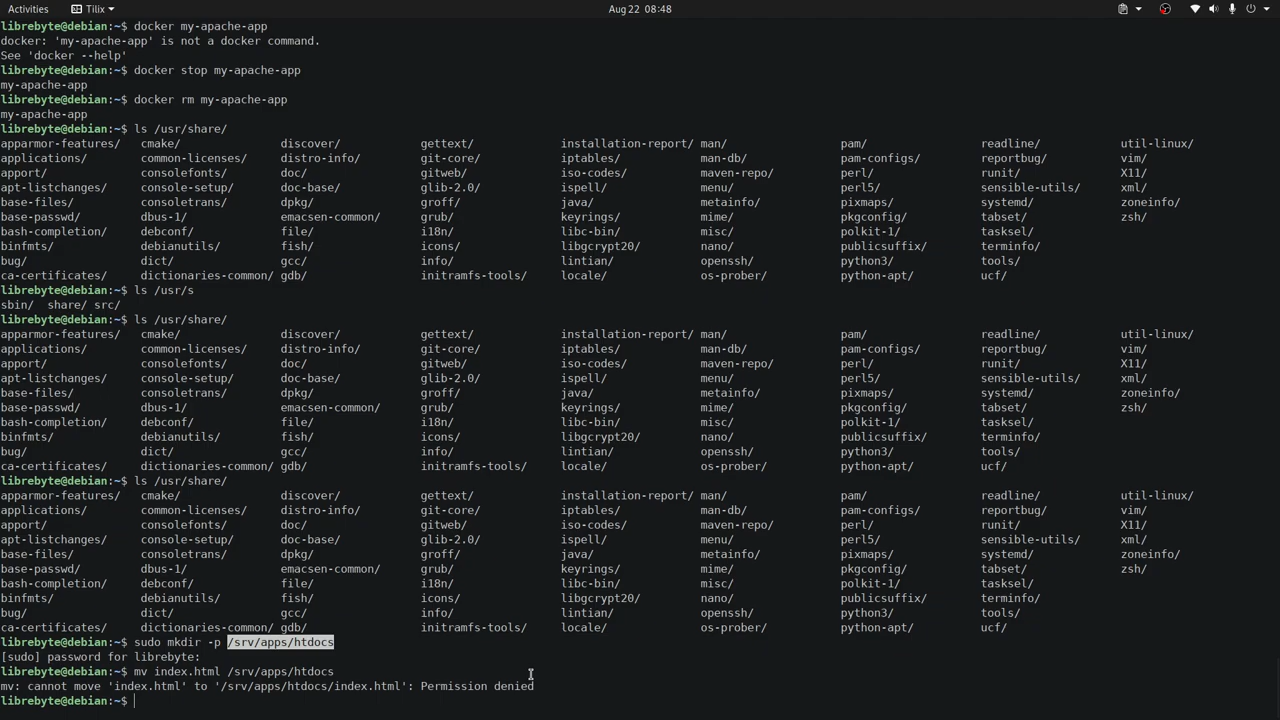 Activities Tilix Aug 22 08:48
librebyte@debian:~$ docker my-apache-app
docker: 'my-apache-app' is not a docker command.
See 'docker --help'
librebyte@debian:~$ docker stop my-apache-app
my-apache-app
librebyte@debian:~$ docker rm my-apache-app
my-apache-app
librebyte@debian:~$ ls /usr/share/
apparmor-features/ cmake/ discover/ gettext/ installation-report/ man/ pam/ readline/ util-linux/
applications/ common-licenses/ distro-info/ git-core/ iptables/ man-db/ pam-configs/ reportbug/ vim/
apport/ consolefonts/ doc/ gitweb/ iso-codes/ maven-repo/ perl/ runit/ X11/
apt-listchanges/ console-setup/ doc-base/ glib-2.0/ ispell/ menu/ perl5/ sensible-utils/ xml/
base-files/ consoletrans/ dpkg/ groff/ java/ metainfo/ pixmaps/ systemd/ zoneinfo/
base-passwd/ dbus-1/ emacsen-common/ grub/ keyrings/ mime/ pkgconfig/ tabset/ zsh/
bash-completion/ debconf/ file/ i18n/ libc-bin/ misc/ polkit-1/ tasksel/
binfmts/ debianutils/ fish/ icons/ libgcrypt20/ nano/ publicsuffix/ terminfo/
bug/ dict/ gcc/ info/ lintian/ openssh/ python3/ tools/
ca-certificates/ dictionaries-common/ gdb/ initramfs-tools/ locale/ os-prober/ python-apt/ ucf/
librebyte@debian:~$ ls /usr/s
sbin/ share/ src/
librebyte@debian:~$ ls /usr/share/
apparmor-features/ cmake/ discover/ gettext/ installation-report/ man/ pam/ readline/ util-linux/
applications/ common-licenses/ distro-info/ git-core/ iptables/ man-db/ pam-configs/ reportbug/ vim/
apport/ consolefonts/ doc/ gitweb/ iso-codes/ maven-repo/ perl/ runit/ X11/
apt-listchanges/ console-setup/ doc-base/ glib-2.0/ ispell/ menu/ perl5/ sensible-utils/ xml/
base-files/ consoletrans/ dpkg/ groff/ java/ metainfo/ pixmaps/ systemd/ zoneinfo/
base-passwd/ dbus-1/ emacsen-common/ grub/ keyrings/ mime/ pkgconfig/ tabset/ zsh/
bash-completion/ debconf/ file/ i18n/ libc-bin/ misc/ polkit-1/ tasksel/
binfmts/ debianutils/ fish/ icons/ libgcrypt20/ nano/ publicsuffix/ terminfo/
bug/ dict/ gcc/ info/ lintian/ openssh/ python3/ tools/
ca-certificates/ dictionaries-common/ gdb/ initramfs-tools/ locale/ os-prober/ python-apt/ ucf/
librebyte@debian:~$ ls /usr/share/
apparmor-features/ cmake/ discover/ gettext/ installation-report/ man/ pam/ readline/ util-linux/
applications/ common-licenses/ distro-info/ git-core/ iptables/ man-db/ pam-configs/ reportbug/ vim/
apport/ consolefonts/ doc/ gitweb/ iso-codes/ maven-repo/ perl/ runit/ X11/
apt-listchanges/ console-setup/ doc-base/ glib-2.0/ ispell/ menu/ perl5/ sensible-utils/ xml/
base-files/ consoletrans/ dpkg/ groff/ java/ metainfo/ pixmaps/ systemd/ zoneinfo/
base-passwd/ dbus-1/ emacsen-common/ grub/ keyrings/ mime/ pkgconfig/ tabset/ zsh/
bash-completion/ debconf/ file/ i18n/ libc-bin/ misc/ polkit-1/ tasksel/
binfmts/ debianutils/ fish/ icons/ libgcrypt20/ nano/ publicsuffix/ terminfo/
bug/ dict/ gcc/ info/ lintian/ openssh/ python3/ tools/
ca-certificates/ dictionaries-common/ gdb/ initramfs-tools/ locale/ os-prober/ python-apt/ ucf/
librebyte@debian:~$ sudo mkdir -p /srv/apps/htdocs
[sudo] password for librebyte:
librebyte@debian:~$ mv index.html /srv/apps/htdocs
mv: cannot move 'index.html' to '/srv/apps/htdocs/index.html': Permission denied
librebyte@debian:~$